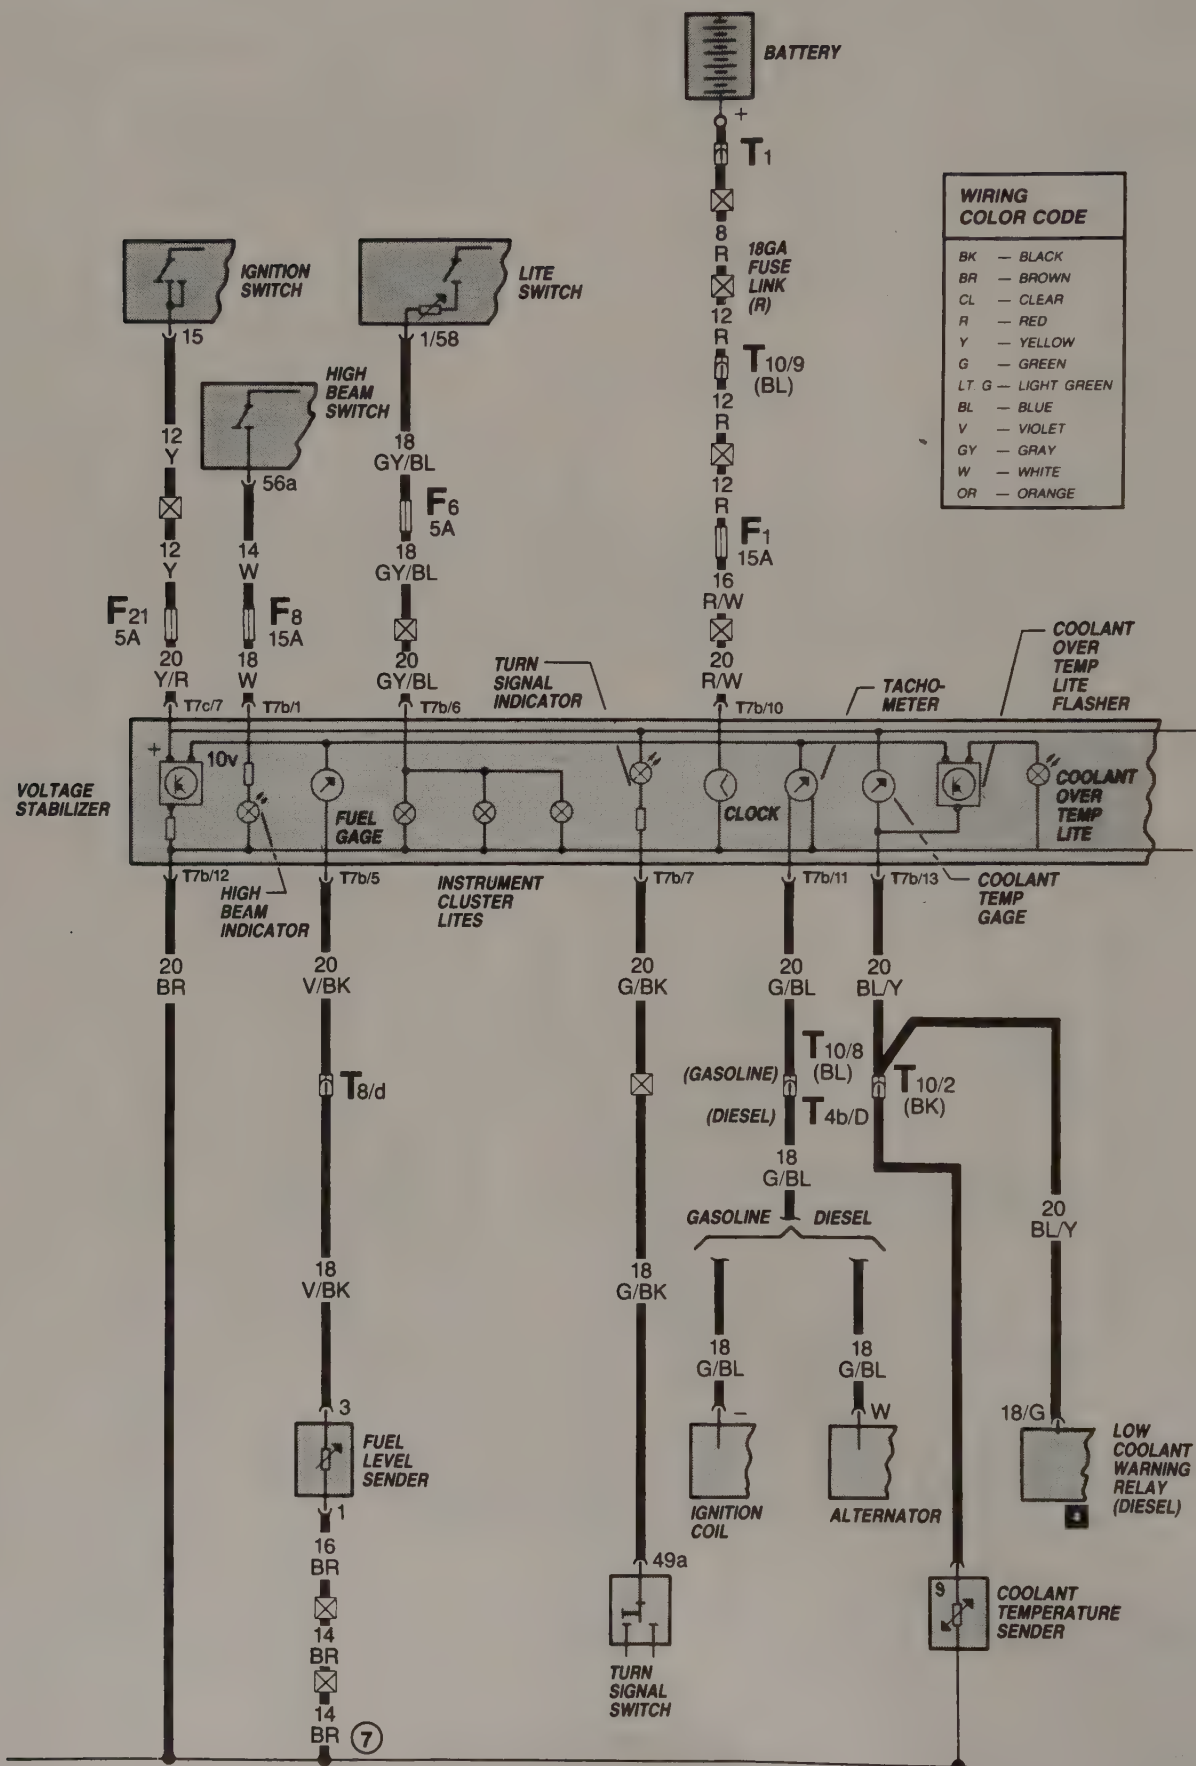 BATTERY
+
T1
8
R
18GA
FUSE
LINK
(R)
12
R
T10/9
(BL)
12
R
12
R
F1
15A
16
R/W
20
R/W
T7b/10
WIRING
COLOR CODE
BK — BLACK
BR — BROWN
CL — CLEAR
R — RED
Y — YELLOW
G — GREEN
LT. G — LIGHT GREEN
BL — BLUE
V — VIOLET
GY — GRAY
W — WHITE
OR — ORANGE
IGNITION
SWITCH
15
12
Y
12
Y
F21
5A
20
Y/R
T7c/7
HIGH
BEAM
SWITCH
56a
14
W
F8
15A
18
W
T7b/1
LITE
SWITCH
1/58
18
GY/BL
F6
5A
18
GY/BL
20
GY/BL
T7b/6
TURN
SIGNAL
INDICATOR
TACHO-
METER
COOLANT
OVER
TEMP
LITE
FLASHER
VOLTAGE
STABILIZER
+
10v
FUEL
GAGE
CLOCK
COOLANT
OVER
TEMP
LITE
T7b/12
HIGH
BEAM
INDICATOR
T7b/5
INSTRUMENT
CLUSTER
LITES
T7b/7
T7b/11
T7b/13
COOLANT
TEMP
GAGE
20
BR
20
V/BK
20
G/BK
20
G/BL
20
BL/Y
T8/d
(GASOLINE)
T10/8
(BL)
(DIESEL)
T4b/D
T10/2
(BK)
18
G/BL
GASOLINE
DIESEL
20
BL/Y
18
V/BK
18
G/BK
18
G/BL
18
G/BL
3
FUEL
LEVEL
SENDER
1
–
IGNITION
COIL
W
ALTERNATOR
18/G
LOW
COOLANT
WARNING
RELAY
(DIESEL)
16
BR
14
BR
14
BR
7
49a
TURN
SIGNAL
SWITCH
COOLANT
TEMPERATURE
SENDER